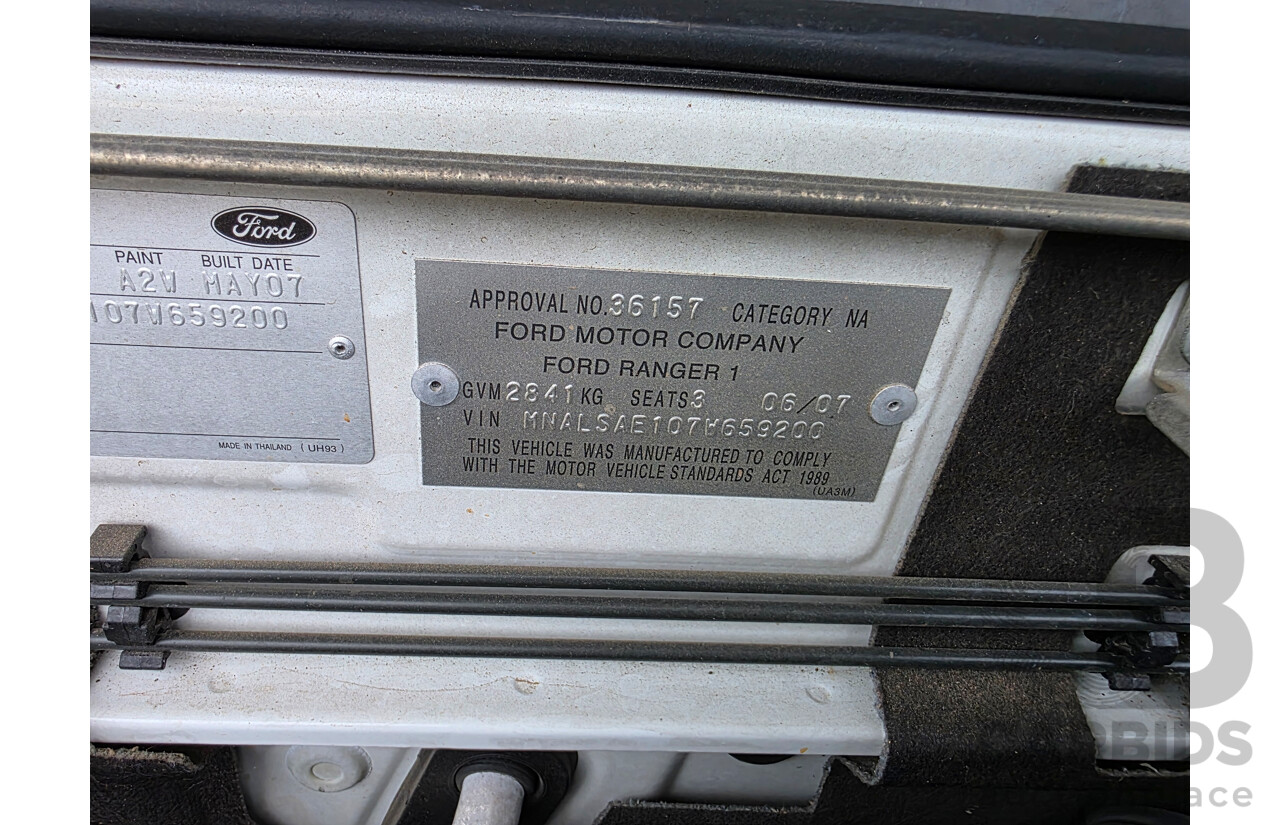 Ford
PAINT BUILT DATE
A2W MAY07
107W659200
MADE IN THAILAND ( UH93 )
APPROVAL NO.36157 CATEGORY NA
FORD MOTOR COMPANY
FORD RANGER 1
GVM2841KG SEATS3 06/07
VIN MNALSAE107W659200
THIS VEHICLE WAS MANUFACTURED TO COMPLY
WITH THE MOTOR VEHICLE STANDARDS ACT 1989
(UA3M)
BIDS
ace